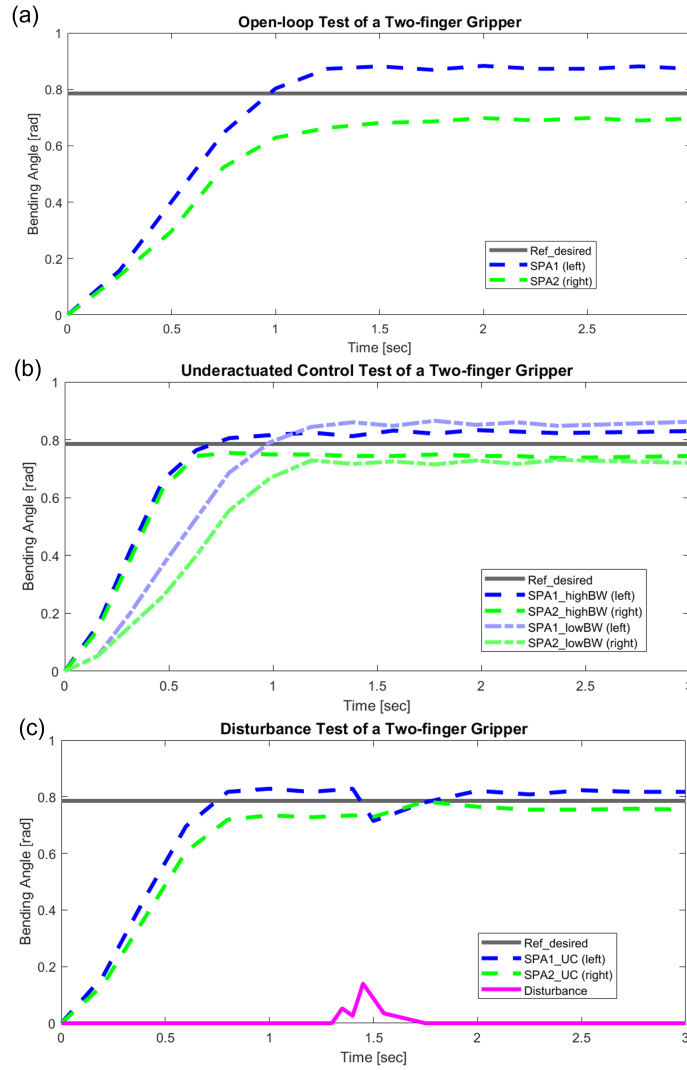 (a)
Open-loop Test of a Two-finger Gripper
1
0.8
0.6
0.4
0.2
0
Bending Angle [rad]
Ref_desired
SPA1 (left)
SPA2 (right)
0 0.5 1 1.5 2 2.5 3
Time [sec]
(b)
Underactuated Control Test of a Two-finger Gripper
1
0.8
0.6
0.4
0.2
0
Bending Angle [rad]
Ref_desired
SPA1_highBW (left)
SPA2_highBW (right)
SPA1_lowBW (left)
SPA2_lowBW (right)
0 0.5 1 1.5 2 2.5 3
Time [sec]
(c)
Disturbance Test of a Two-finger Gripper
1
0.8
0.6
0.4
0.2
0
Bending Angle [rad]
Ref_desired
SPA1_UC (left)
SPA2_UC (right)
Disturbance
0 0.5 1 1.5 2 2.5 3
Time [sec]